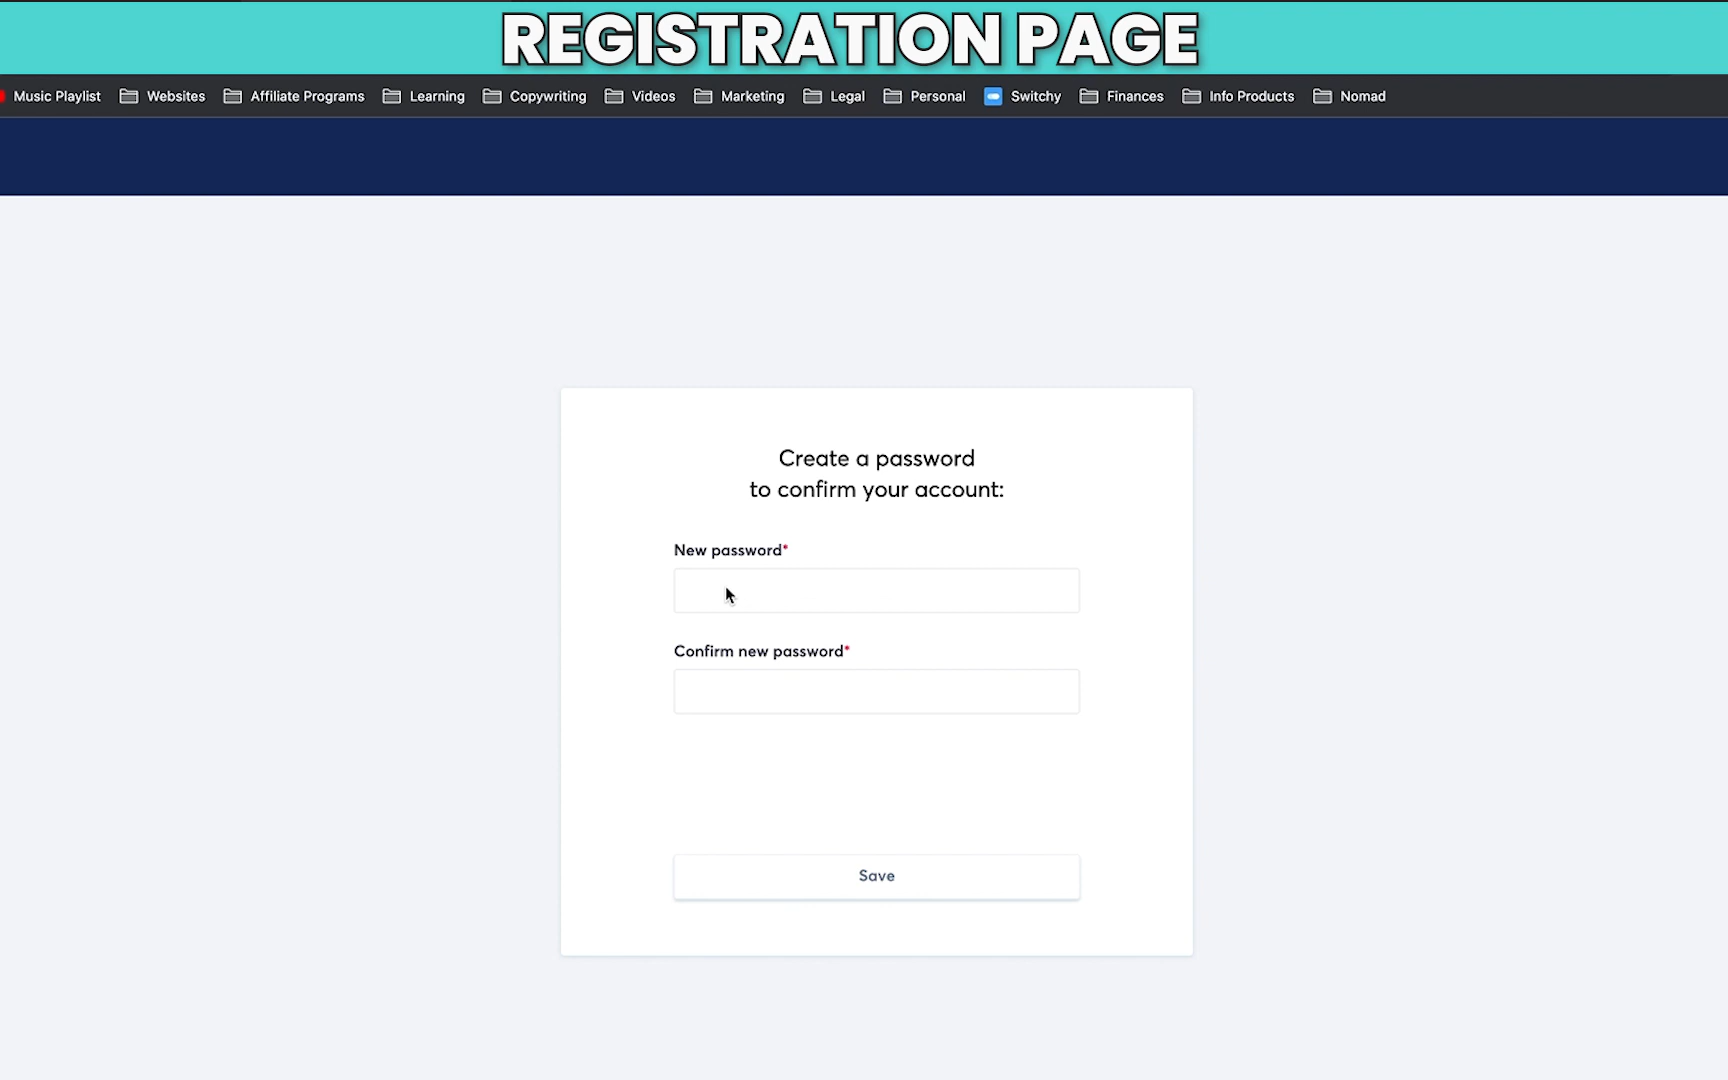 REGISTRATION PAGE
Music Playlist Websites Affiliate Programs Learning Copywriting Videos Marketing Legal Personal Switchy Finances Info Products Nomad
Create a password
to confirm your account:
New password*
Confirm new password*
Save